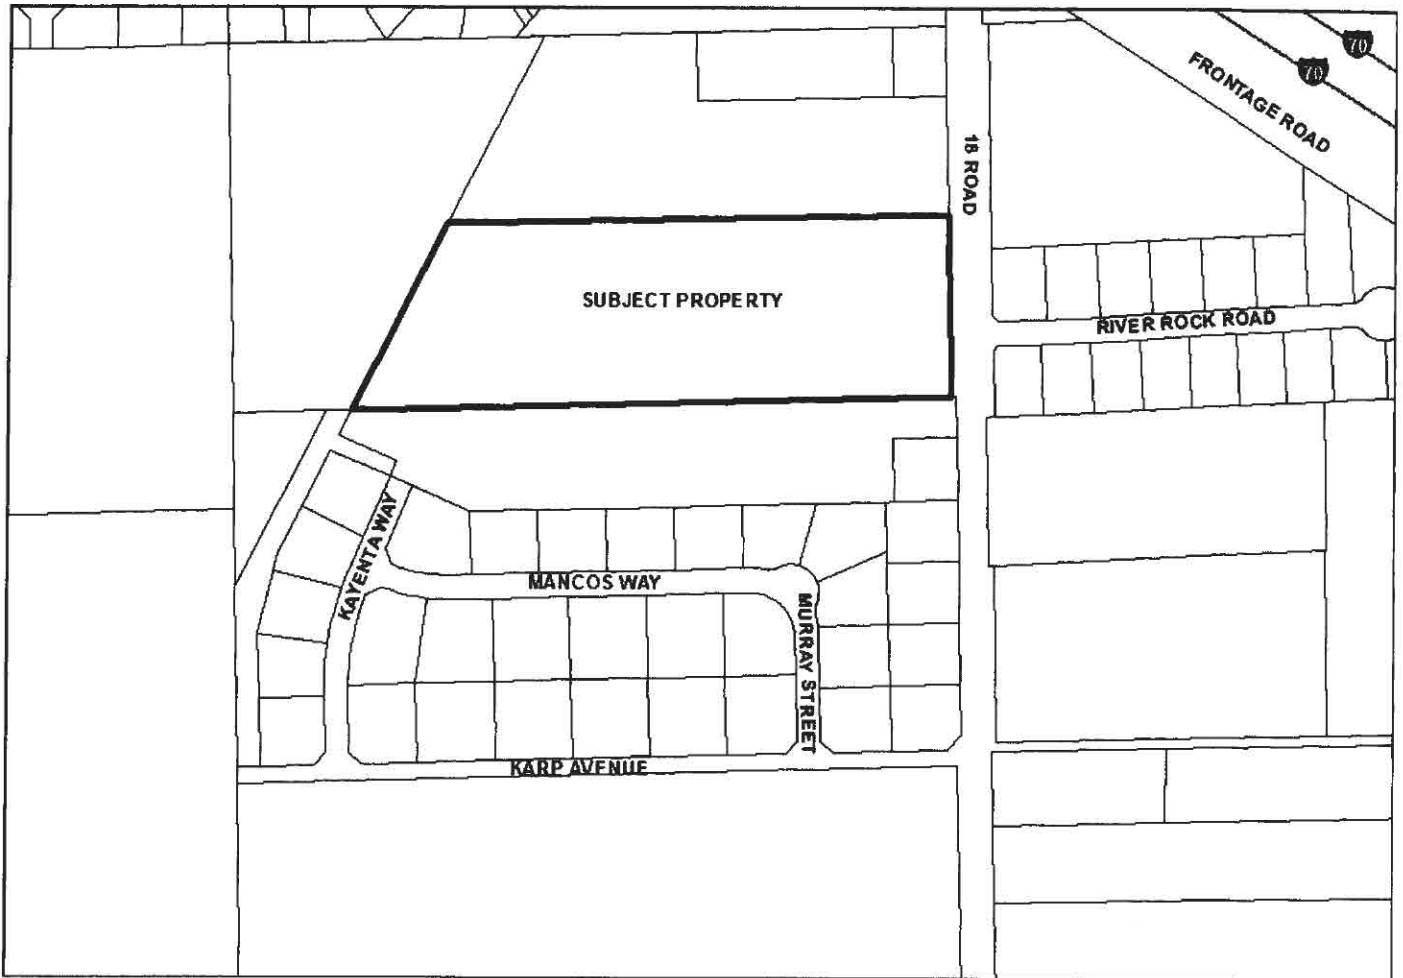 70
70
FRONTAGE ROAD
18 ROAD
SUBJECT PROPERTY
RIVER ROCK ROAD
KAYENTA WAY
MANCOS WAY
MURRAY STREET
KARP AVENUE